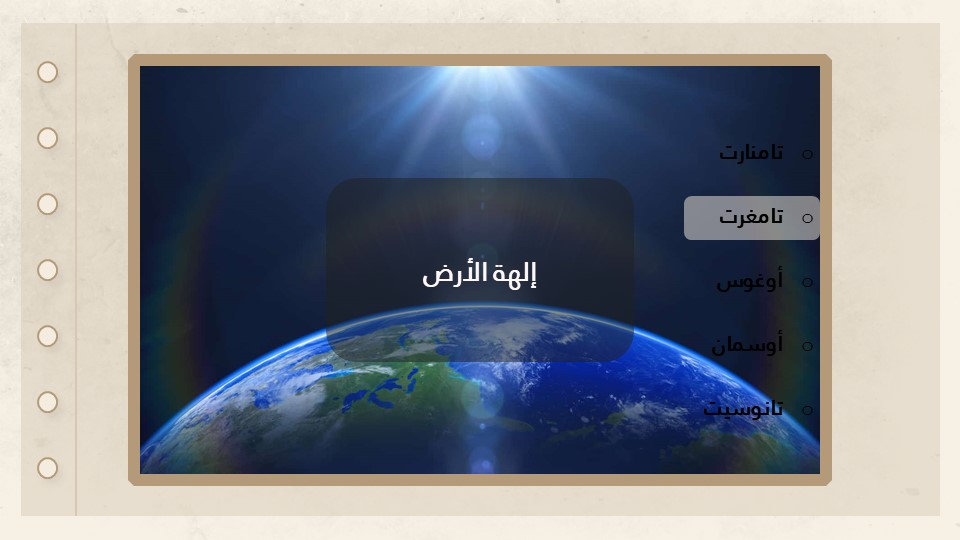 تامنارت
تامغرت
إلهة الأرض
أوغوس
أوسمان
تانوسيت